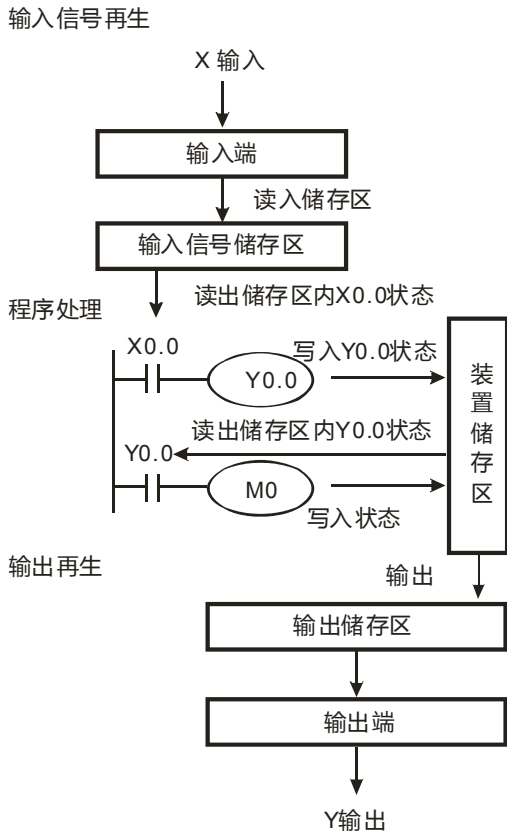 输入信号再生
X 输入
输入端
读入储存区
输入信号储存区
读出储存区内X0.0状态
程序处理
X0.0
写入Y0.0状态
Y0.0
装置储存区
读出储存区内Y0.0状态
Y0.0
M0
写入状态
输出再生
输出
输出储存区
输出端
Y输出